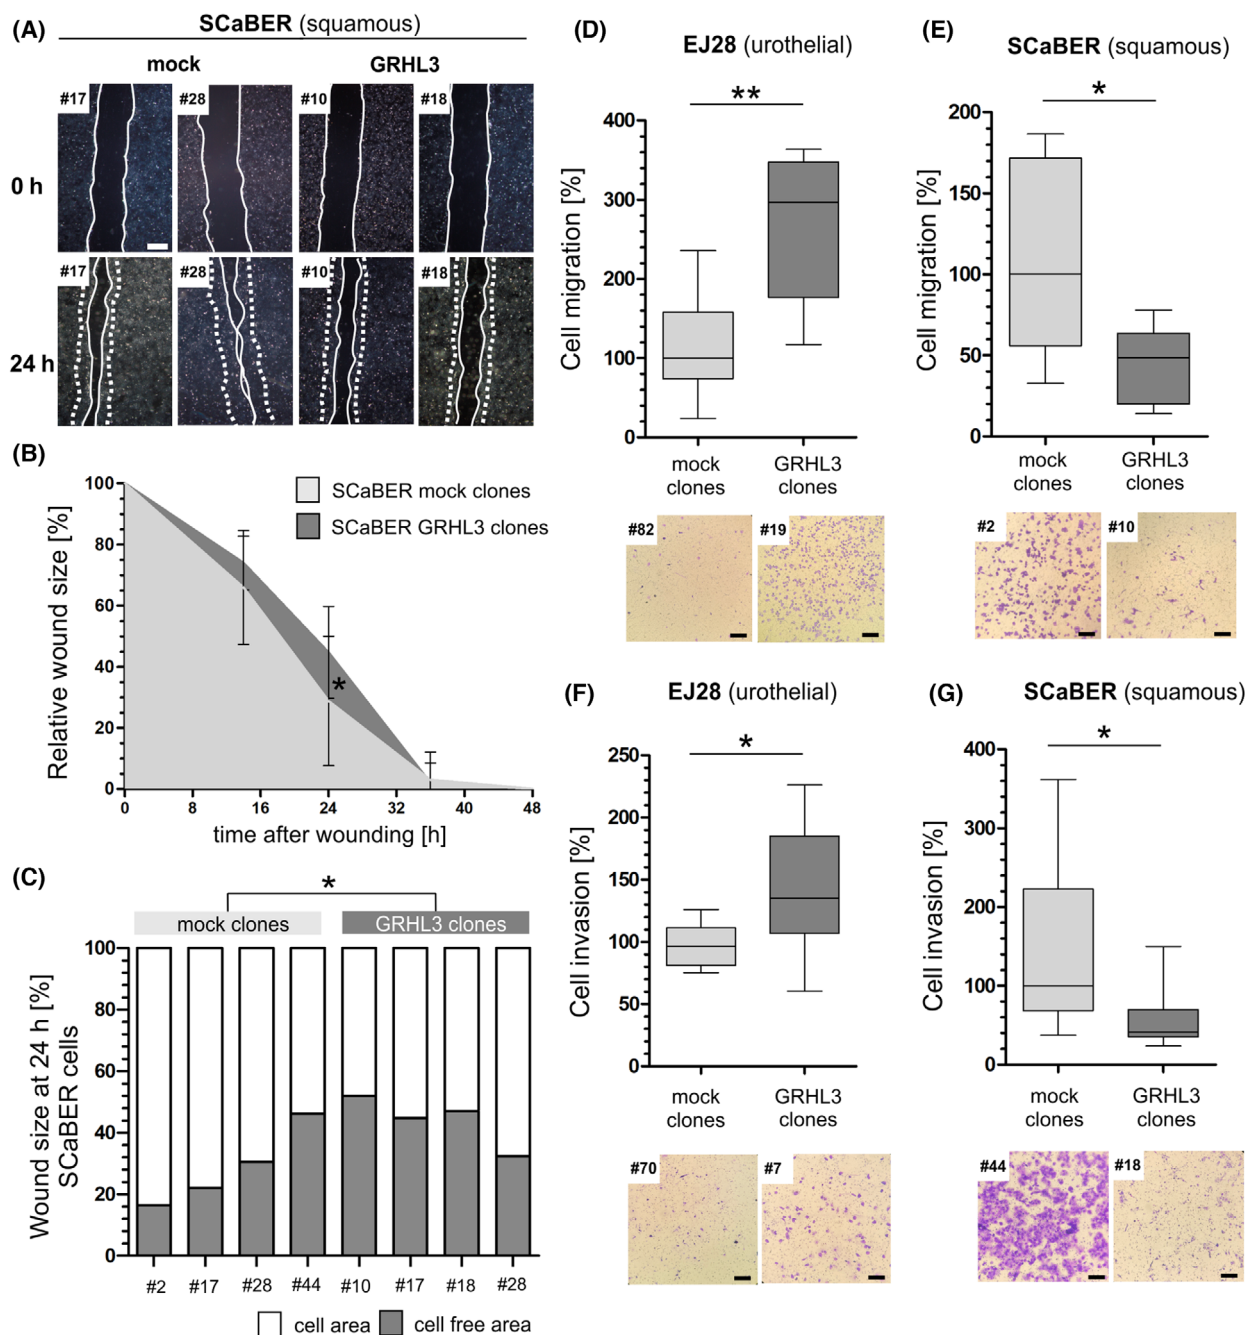 (A)
SCaBER (squamous)
mock GRHL3
0 h
#17 #28 #10 #18
24 h
#17 #28 #10 #18
(B)
Relative wound size [%]
100
80
60
40
20
0
SCaBER mock clones
SCaBER GRHL3 clones
*
0 8 16 24 32 40 48
time after wounding [h]
(C)
Wound size at 24 h [%]
SCaBER cells
*
mock clones GRHL3 clones
100
80
60
40
20
0
#2 #17 #28 #44 #10 #17 #18 #28
cell area cell free area
(D)
EJ28 (urothelial)
**
Cell migration [%]
400
300
200
100
0
mock
clones
GRHL3
clones
#82 #19
(E)
SCaBER (squamous)
*
Cell migration [%]
200
150
100
50
0
mock
clones
GRHL3
clones
#2 #10
(F)
EJ28 (urothelial)
*
Cell invasion [%]
250
200
150
100
50
0
mock
clones
GRHL3
clones
#70 #7
(G)
SCaBER (squamous)
*
Cell invasion [%]
400
300
200
100
0
mock
clones
GRHL3
clones
#44 #18